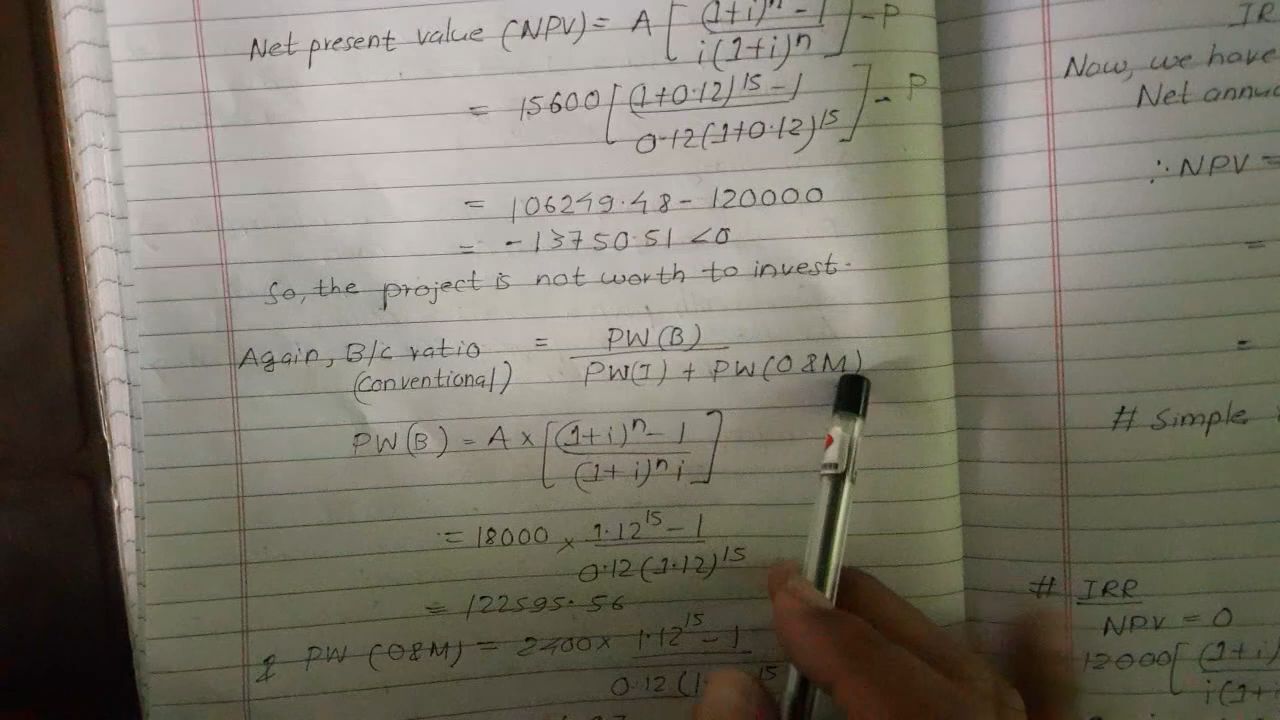 Net present value (NPV) = A [ (1+i)^n - 1 / i(1+i)^n ] - P
= 15600 [ (1+0.12)^15 - 1 / 0.12(1+0.12)^15 ] - P
= 106249.48 - 120000
= -13750.51 < 0
So, the project is not worth to invest.
Again, B/c ratio = PW(B) / PW(I) + PW(O&M)
(conventional)
PW(B) = A × [ (1+i)^n - 1 / (1+i)^n i ]
= 18000 × 1.12^15 - 1 / 0.12(1.12)^15
= 122595.56
& PW (O&M) = 2400 × 1.12^15 - 1 / 0.12(1. 15
IR
Now, we have
Net annu
∴ NPV =
=
=
# Simple
# IRR
NPV = 0
12000 [ (1+i) / i(1+i